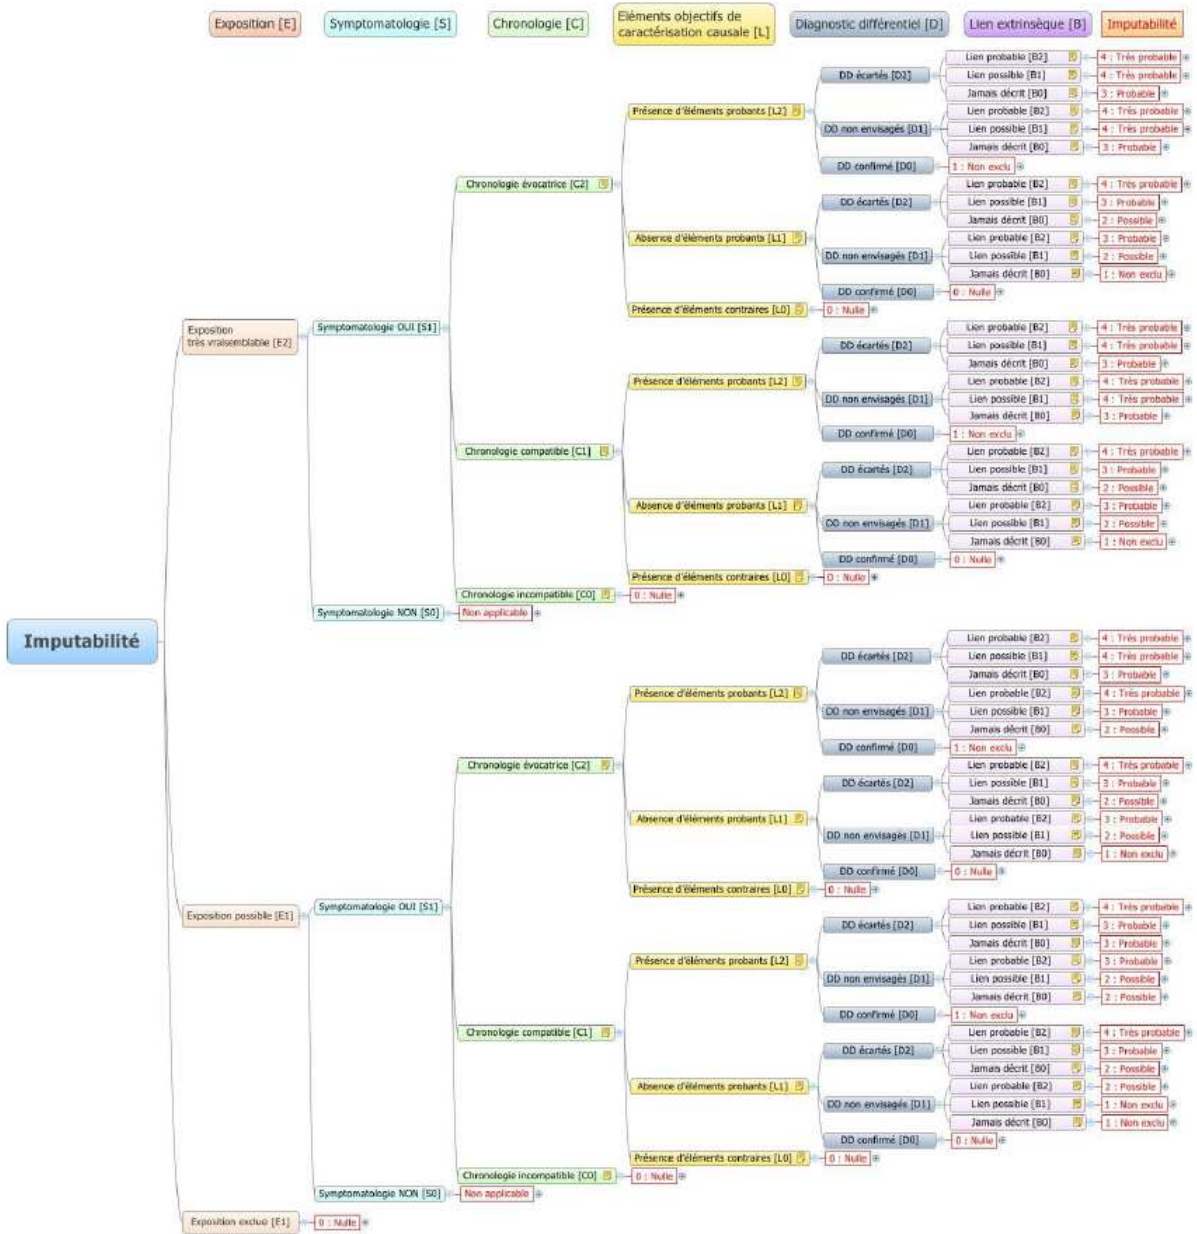 Exposition [E]
Symptomatologie [S]
Chronologie [C]
Eléments objectifs de
caractérisation causale [L]
Diagnostic différentiel [D]
Lien extrinsèque [B]
Imputabilité
Imputabilité
Exposition
très vraisemblable [E2]
Symptomatologie OUI [S1]
Chronologie évocatrice [C2]
Présence d'éléments probants [L2]
DD écartés [D2]
Lien probable [B2] 4 : Très probable
Lien possible [B1] 4 : Très probable
Jamais décrit [B0] 3 : Probable
DD non envisagés [D1]
Lien probable [B2] 4 : Très probable
Lien possible [B1] 4 : Très probable
Jamais décrit [B0] 3 : Probable
DD confirmé [D0] 1 : Non exclu
Absence d'éléments probants [L1]
DD écartés [D2]
Lien probable [B2] 4 : Très probable
Lien possible [B1] 3 : Probable
Jamais décrit [B0] 2 : Possible
DD non envisagés [D1]
Lien probable [B2] 3 : Probable
Lien possible [B1] 2 : Possible
Jamais décrit [B0] 1 : Non exclu
DD confirmé [D0] 0 : Nulle
Présence d'éléments contraires [L0] 0 : Nulle
Chronologie compatible [C1]
Présence d'éléments probants [L2]
DD écartés [D2]
Lien probable [B2] 4 : Très probable
Lien possible [B1] 4 : Très probable
Jamais décrit [B0] 3 : Probable
DD non envisagés [D1]
Lien probable [B2] 4 : Très probable
Lien possible [B1] 4 : Très probable
Jamais décrit [B0] 3 : Probable
DD confirmé [D0] 1 : Non exclu
Absence d'éléments probants [L1]
DD écartés [D2]
Lien probable [B2] 4 : Très probable
Lien possible [B1] 3 : Probable
Jamais décrit [B0] 2 : Possible
DD non envisagés [D1]
Lien probable [B2] 3 : Probable
Lien possible [B1] 2 : Possible
Jamais décrit [B0] 1 : Non exclu
DD confirmé [D0] 0 : Nulle
Présence d'éléments contraires [L0] 0 : Nulle
Chronologie incompatible [C0] 0 : Nulle
Symptomatologie NON [S0] Non applicable
Exposition possible [E1]
Symptomatologie OUI [S1]
Chronologie évocatrice [C2]
Présence d'éléments probants [L2]
DD écartés [D2]
Lien probable [B2] 4 : Très probable
Lien possible [B1] 4 : Très probable
Jamais décrit [B0] 3 : Probable
DD non envisagés [D1]
Lien probable [B2] 4 : Très probable
Lien possible [B1] 3 : Probable
Jamais décrit [B0] 2 : Possible
DD confirmé [D0] 1 : Non exclu
Absence d'éléments probants [L1]
DD écartés [D2]
Lien probable [B2] 4 : Très probable
Lien possible [B1] 3 : Probable
Jamais décrit [B0] 2 : Possible
DD non envisagés [D1]
Lien probable [B2] 3 : Probable
Lien possible [B1] 2 : Possible
Jamais décrit [B0] 1 : Non exclu
DD confirmé [D0] 0 : Nulle
Présence d'éléments contraires [L0] 0 : Nulle
Chronologie compatible [C1]
Présence d'éléments probants [L2]
DD écartés [D2]
Lien probable [B2] 4 : Très probable
Lien possible [B1] 3 : Probable
Jamais décrit [B0] 3 : Probable
DD non envisagés [D1]
Lien probable [B2] 3 : Probable
Lien possible [B1] 2 : Possible
Jamais décrit [B0] 2 : Possible
DD confirmé [D0] 1 : Non exclu
Absence d'éléments probants [L1]
DD écartés [D2]
Lien probable [B2] 4 : Très probable
Lien possible [B1] 3 : Probable
Jamais décrit [B0] 2 : Possible
DD non envisagés [D1]
Lien probable [B2] 2 : Possible
Lien possible [B1] 1 : Non exclu
Jamais décrit [B0] 1 : Non exclu
DD confirmé [D0] 0 : Nulle
Présence d'éléments contraires [L0] 0 : Nulle
Chronologie incompatible [C0] 0 : Nulle
Symptomatologie NON [S0] Non applicable
Exposition exclue [E1] 0 : Nulle